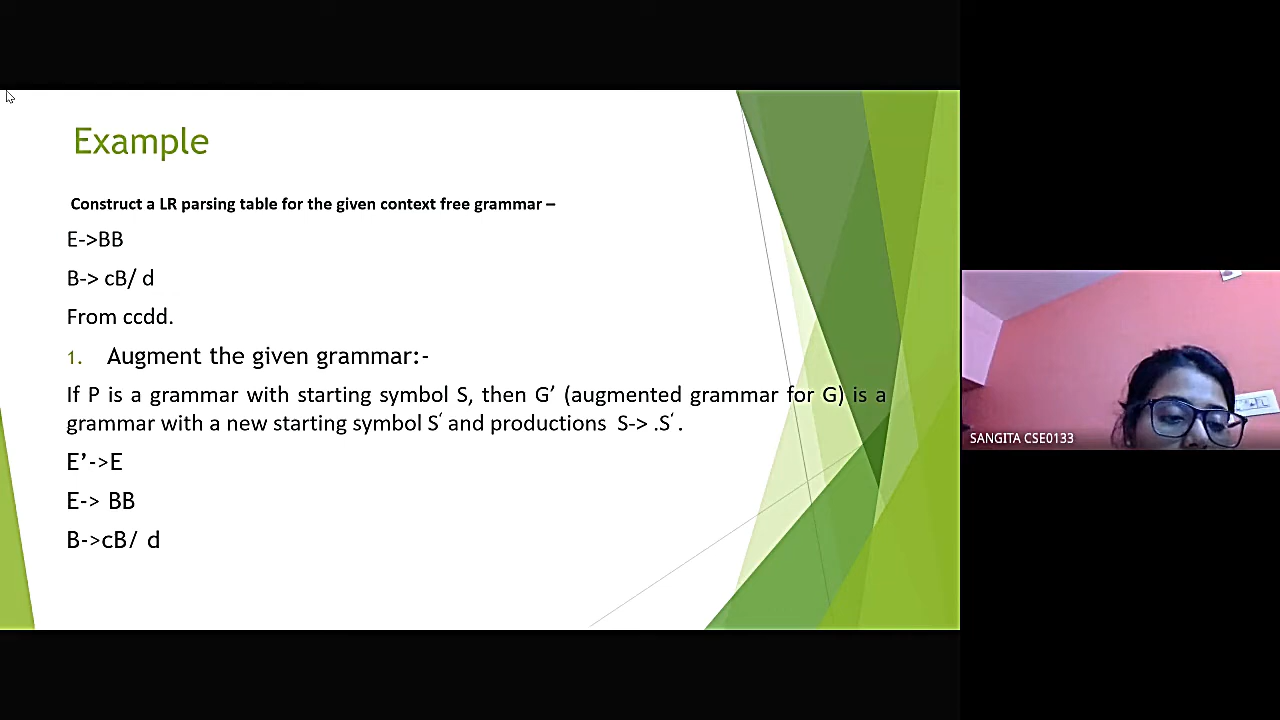 Example
Construct a LR parsing table for the given context free grammar –
E->BB
B-> cB/ d
From ccdd.
1. Augment the given grammar:-
If P is a grammar with starting symbol S, then G’ (augmented grammar for G) is a
grammar with a new starting symbol S‘ and productions S-> .S‘ .
E’->E
E-> BB
B->cB/ d
SANGITA CSE0133